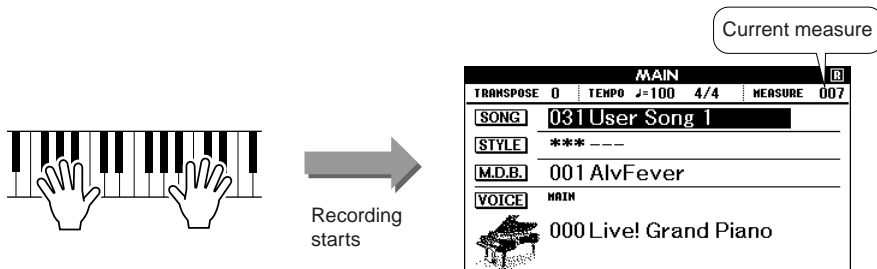 Current measure
MAIN R
TRANSPOSE 0 TEMPO ♩=100 4/4 MEASURE 007
SONG 031 User Song 1
STYLE *** ---
M.D.B. 001 AlvFever
VOICE MAIN
000 Live! Grand Piano
Recording
starts